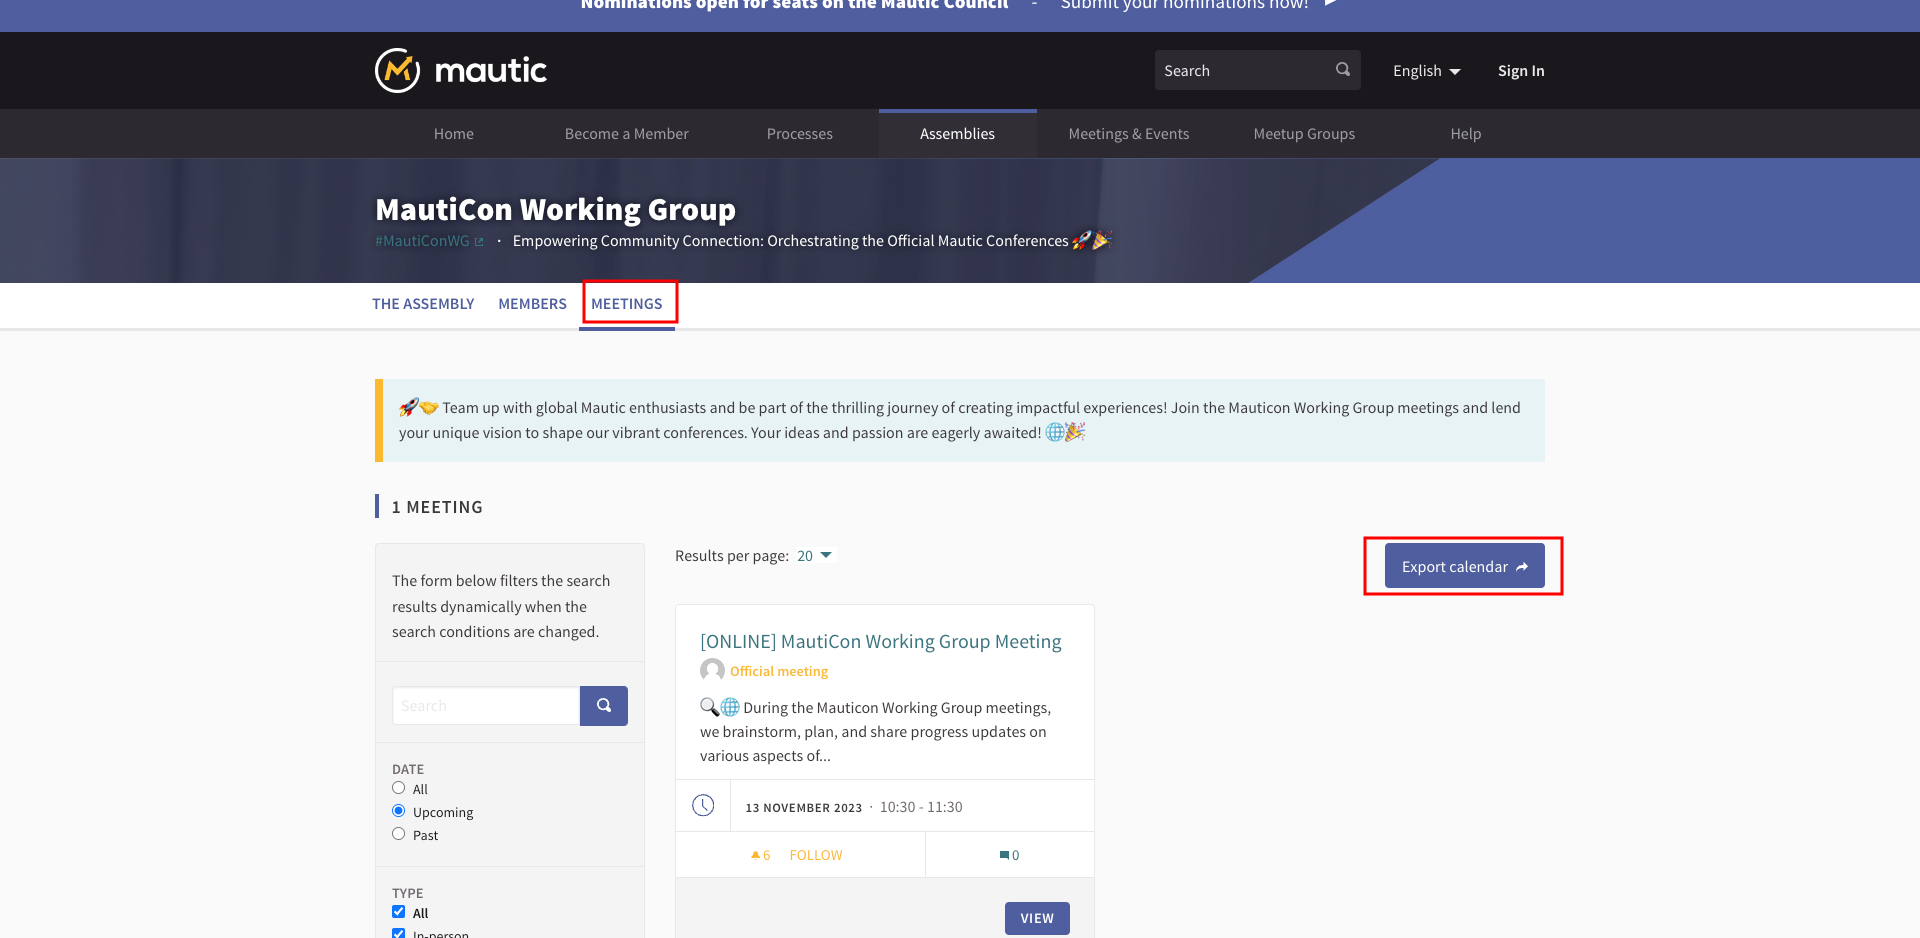 Nominations open for seats on the Mautic Council - Submit your nominations now!
mautic
Search
English
Sign In
Home
Become a Member
Processes
Assemblies
Meetings & Events
Meetup Groups
Help
MautiCon Working Group
#MautiConWG · Empowering Community Connection: Orchestrating the Official Mautic Conferences 🚀🎉
THE ASSEMBLY
MEMBERS
MEETINGS
🚀🤝 Team up with global Mautic enthusiasts and be part of the thrilling journey of creating impactful experiences! Join the Mauticon Working Group meetings and lend
your unique vision to shape our vibrant conferences. Your ideas and passion are eagerly awaited! 🌐🎉
1 MEETING
The form below filters the search
results dynamically when the
search conditions are changed.
Search
DATE
All
Upcoming
Past
TYPE
All
In-person
Results per page: 20
Export calendar
[ONLINE] MautiCon Working Group Meeting
Official meeting
🔍🌐 During the Mauticon Working Group meetings,
we brainstorm, plan, and share progress updates on
various aspects of...
13 NOVEMBER 2023 · 10:30 - 11:30
6 FOLLOW
0
VIEW